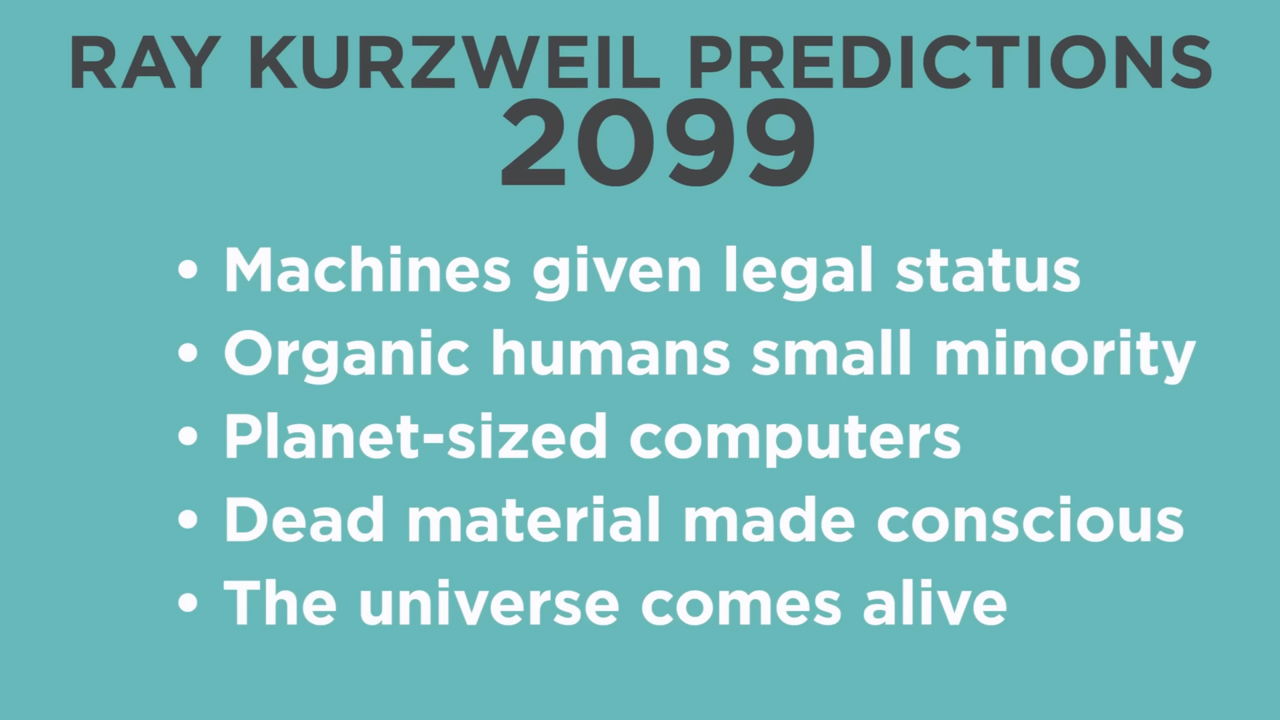 RAY KURZWEIL PREDICTIONS
2099
• Machines given legal status
• Organic humans small minority
• Planet-sized computers
• Dead material made conscious
• The universe comes alive